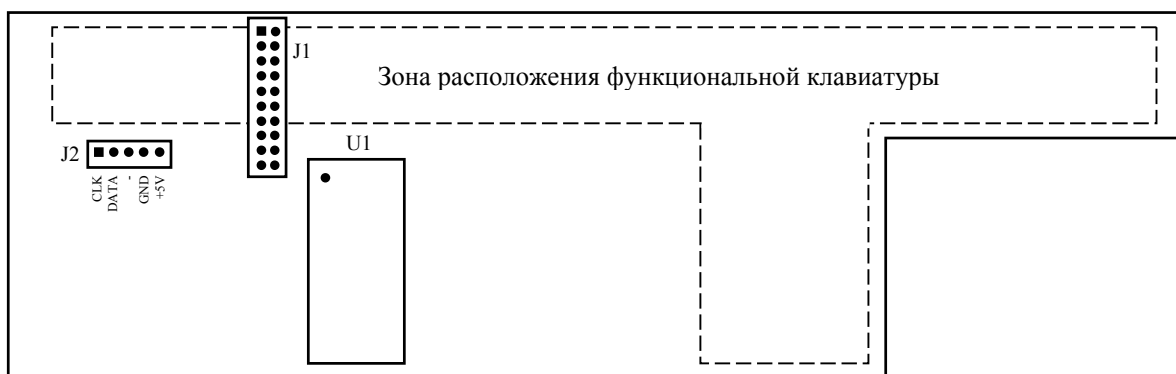 J1
Зона расположения функциональной клавиатуры
J2
U1
CLK
DATA
-
GND
+5V